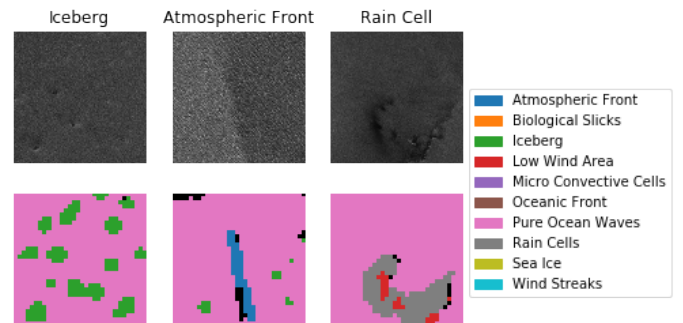 Iceberg
Atmospheric Front
Rain Cell
Atmospheric Front
Biological Slicks
Iceberg
Low Wind Area
Micro Convective Cells
Oceanic Front
Pure Ocean Waves
Rain Cells
Sea Ice
Wind Streaks